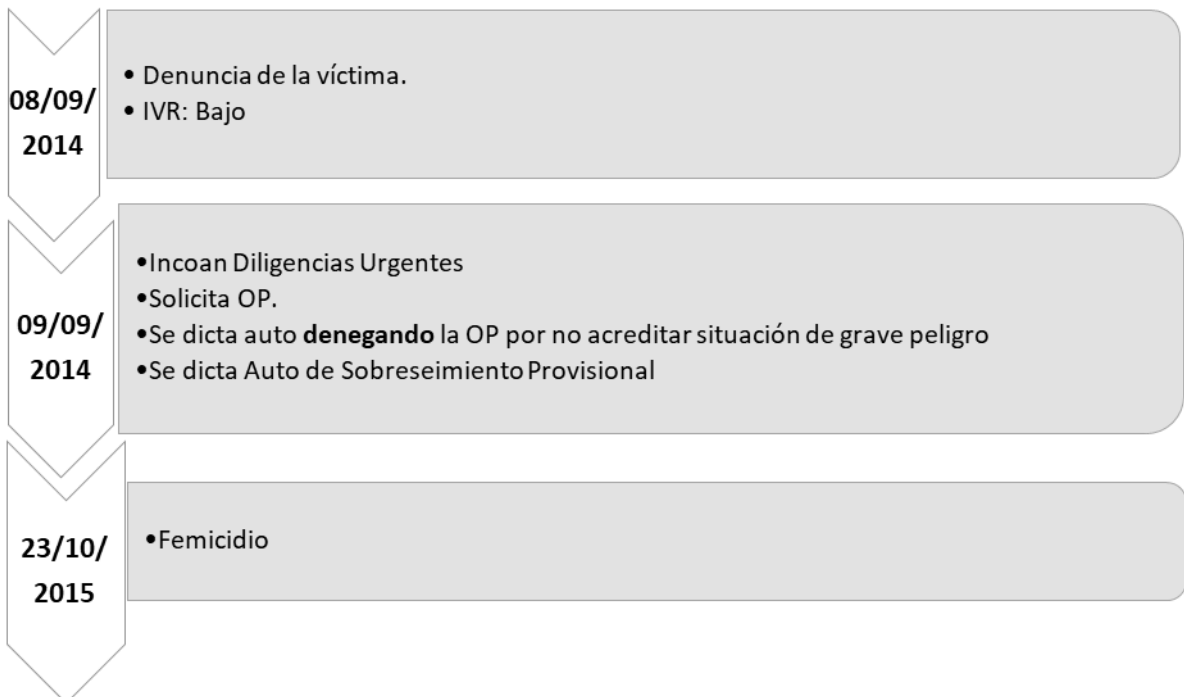 08/09/
2014
• Denuncia de la víctima.
• IVR: Bajo
09/09/
2014
•Incoan Diligencias Urgentes
•Solicita OP.
•Se dicta auto denegando la OP por no acreditar situación de grave peligro
•Se dicta Auto de Sobreseimiento Provisional
23/10/
2015
•Femicidio